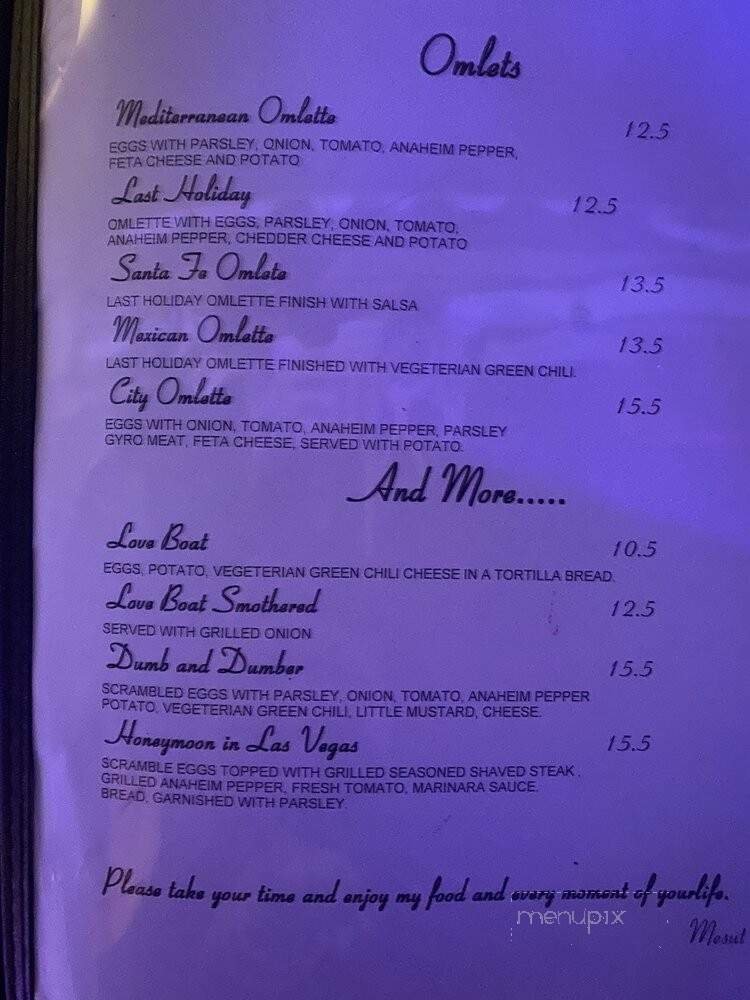 Omlets
Mediterranean Omlette 12.5
EGGS WITH PARSLEY, ONION, TOMATO, ANAHEIM PEPPER,
FETA CHEESE AND POTATO
Last Holiday 12.5
OMLETTE WITH EGGS, PARSLEY, ONION, TOMATO,
ANAHEIM PEPPER, CHEDDER CHEESE AND POTATO
Santa Fe Omlete 13.5
LAST HOLIDAY OMLETTE FINISH WITH SALSA
Mexican Omlette 13.5
LAST HOLIDAY OMLETTE FINISHED WITH VEGETERIAN GREEN CHILI.
City Omlette 15.5
EGGS WITH ONION, TOMATO, ANAHEIM PEPPER, PARSLEY
GYRO MEAT, FETA CHEESE, SERVED WITH POTATO.
And More.....
Love Boat 10.5
EGGS, POTATO, VEGETERIAN GREEN CHILI CHEESE IN A TORTILLA BREAD.
Love Boat Smothered 12.5
SERVED WITH GRILLED ONION
Dumb and Dumber 15.5
SCRAMBLED EGGS WITH PARSLEY, ONION, TOMATO, ANAHEIM PEPPER
POTATO, VEGETERIAN GREEN CHILI, LITTLE MUSTARD, CHEESE.
Honeymoon in Las Vegas 15.5
SCRAMBLE EGGS TOPPED WITH GRILLED SEASONED SHAVED STEAK ,
GRILLED ANAHEIM PEPPER, FRESH TOMATO, MARINARA SAUCE.
BREAD, GARNISHED WITH PARSLEY.
Please take your time and enjoy my food and every moment of yourlife.
menupix
Mesut